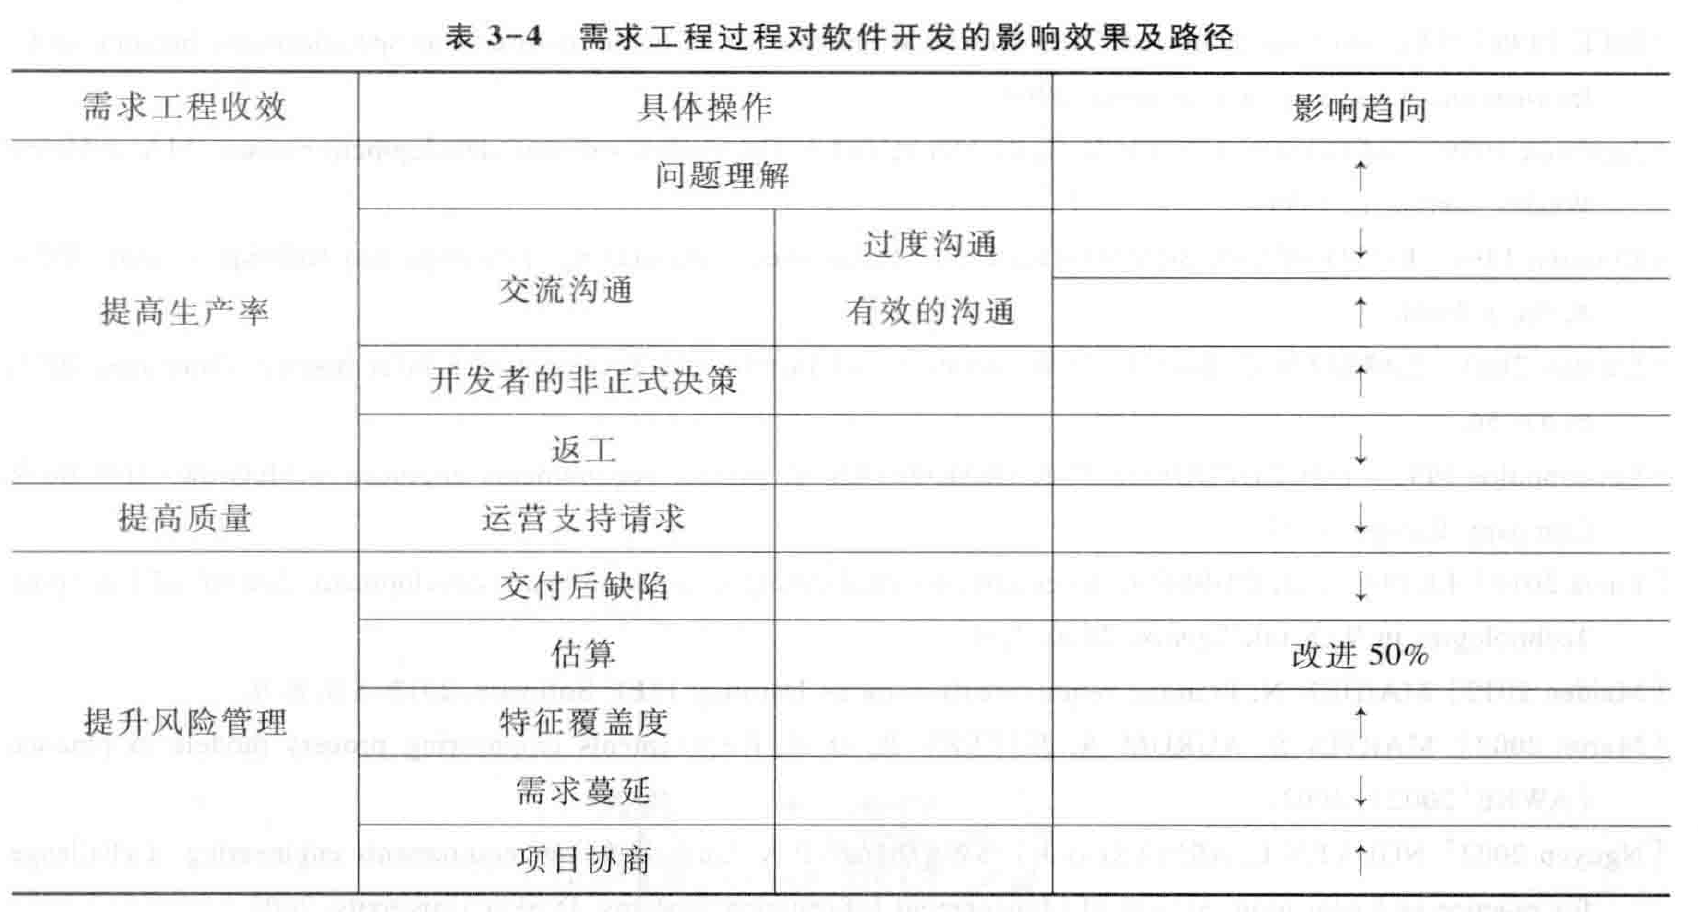 表 3-4 需求工程过程对软件开发的影响效果及路径
需求工程收效 具体操作 影响趋向
问题理解 ↑
过度沟通 ↓
交流沟通
提高生产率 有效的沟通 ↑
开发者的非正式决策 ↑
返工 ↓
提高质量 运营支持请求 ↓
交付后缺陷 ↓
估算 改进 50%
提升风险管理 特征覆盖度 ↑
需求蔓延 ↓
项目协商 ↑